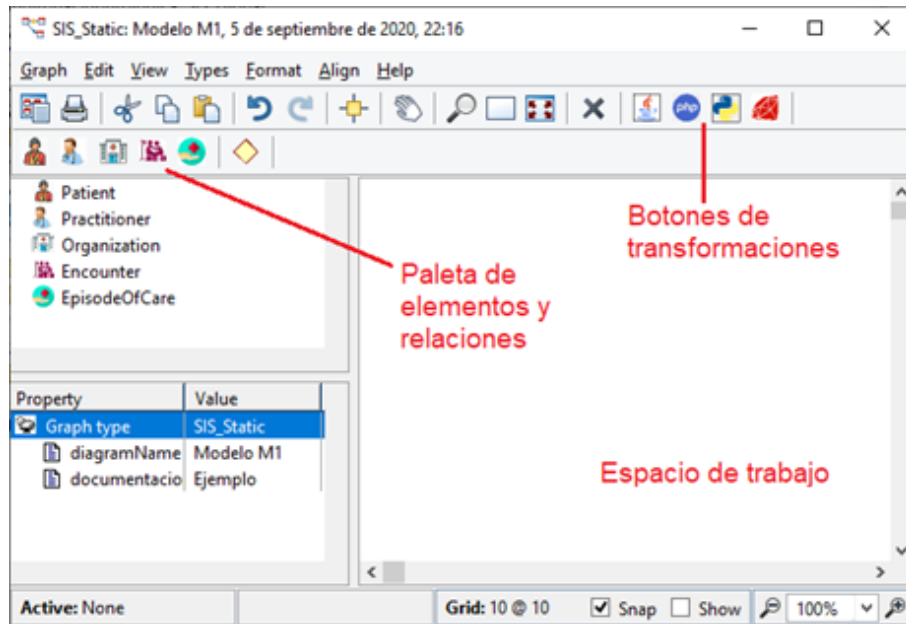 SIS_Static: Modelo M1, 5 de septiembre de 2020, 22:16
Graph Edit View Types Format Align Help
php
Patient
Practitioner
Organization
Encounter
EpisodeOfCare
Botones de
transformaciones
Paleta de
elementos y
relaciones
Property Value
Graph type SIS_Static
diagramName Modelo M1
documentacio Ejemplo
Espacio de trabajo
Active: None Grid: 10 @ 10 Snap Show 100%